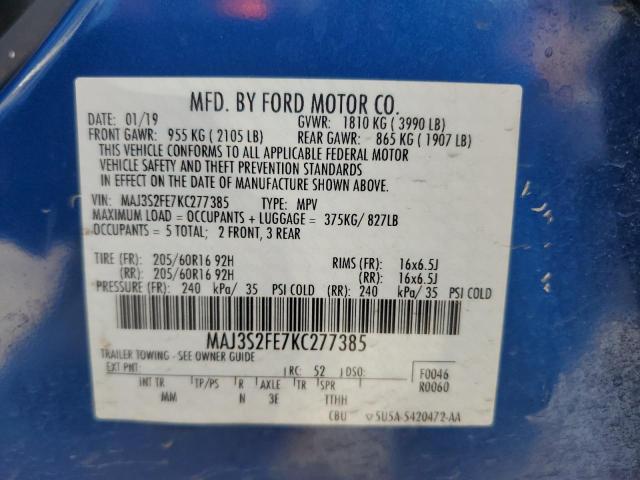 MFD. BY FORD MOTOR CO.
DATE: 01/19 GVWR: 1810 KG ( 3990 LB)
FRONT GAWR: 955 KG ( 2105 LB) REAR GAWR: 865 KG ( 1907 LB)
THIS VEHICLE CONFORMS TO ALL APPLICABLE FEDERAL MOTOR
VEHICLE SAFETY AND THEFT PREVENTION STANDARDS
IN EFFECT ON THE DATE OF MANUFACTURE SHOWN ABOVE.
VIN: MAJ3S2FE7KC277385 TYPE: MPV
MAXIMUM LOAD = OCCUPANTS + LUGGAGE = 375KG/ 827LB
OCCUPANTS = 5 TOTAL; 2 FRONT, 3 REAR
TIRE (FR): 205/60R16 92H RIMS (FR): 16x6.5J
(RR): 205/60R16 92H (RR): 16x6.5J
PRESSURE (FR): 240 kPa/ 35 PSI COLD (RR): 240 kPa/ 35 PSI COLD
MAJ3S2FE7KC277385
TRAILER TOWING - SEE OWNER GUIDE
EXT PNT: RC: 52 DSO: F0046
INT TR TP/PS R AXLE TR SPR R0060
MM N 3E TTHH
CBU 5U5A-5420472-AA